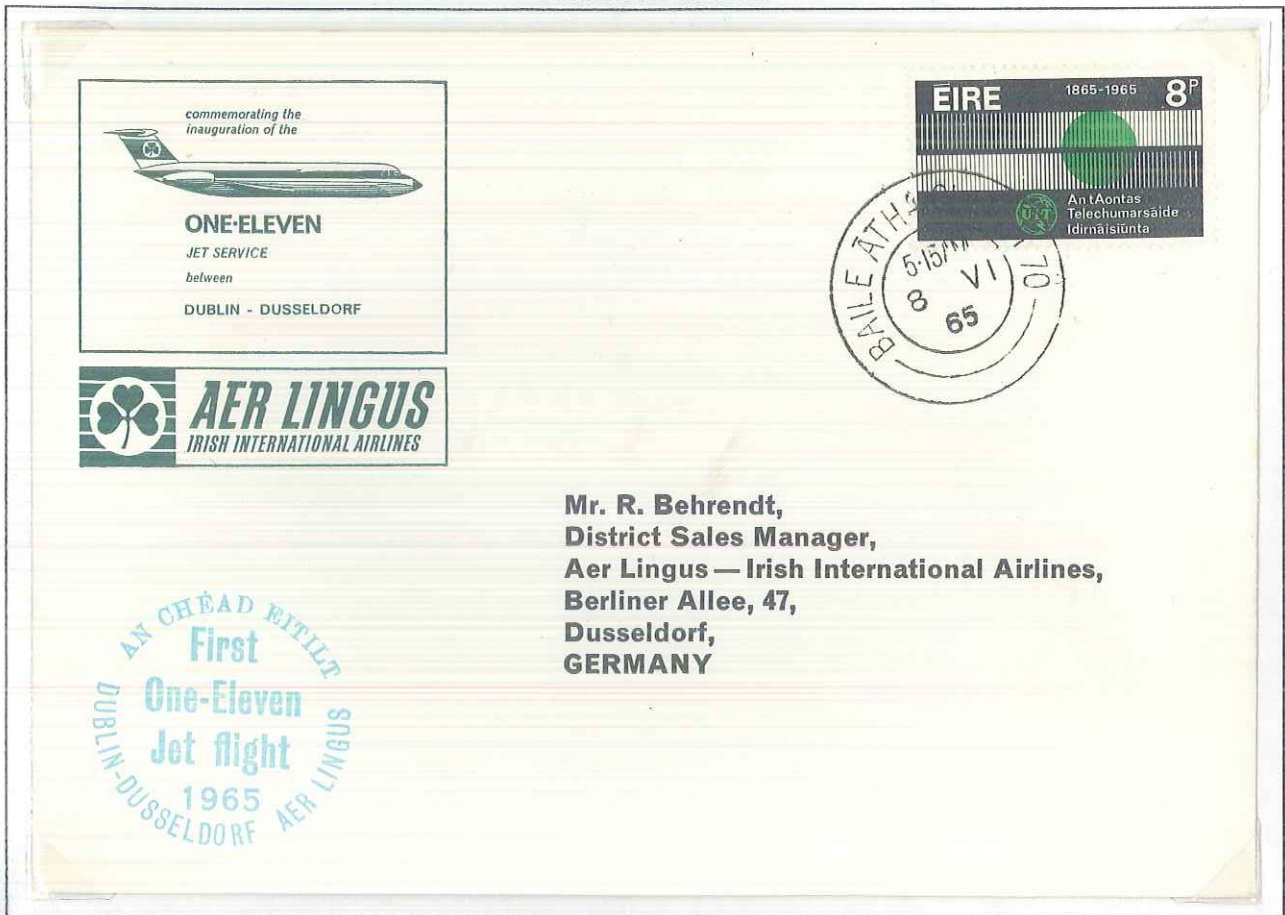 commemorating the
inauguration of the
ONE·ELEVEN
JET SERVICE
between
DUBLIN - DUSSELDORF
AER LINGUS
IRISH INTERNATIONAL AIRLINES
ÉIRE
1865-1965
8P
An tAontas
Telechumarsáide
Idirnáisiúnta
UIT
BAILE ÁTHA
70
5·15
8 VI
65
Mr. R. Behrendt,
District Sales Manager,
Aer Lingus — Irish International Airlines,
Berliner Allee, 47,
Dusseldorf,
GERMANY
AN CHÉAD EITILT
First
One-Eleven
Jet flight
1965
DUBLIN-DUSSELDORF AER LINGUS